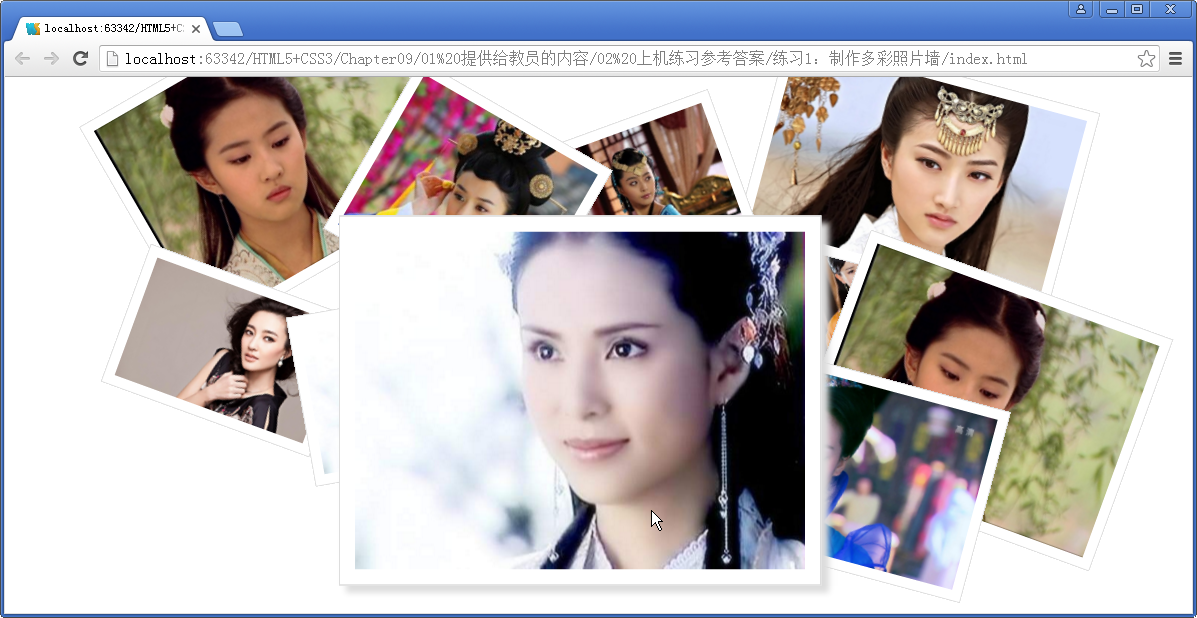 localhost:63342/HTML5+C
localhost:63342/HTML5+CSS3/Chapter09/01%20提供给教员的内容/02%20上机练习参考答案/练习1：制作多彩照片墙/index.html
高清